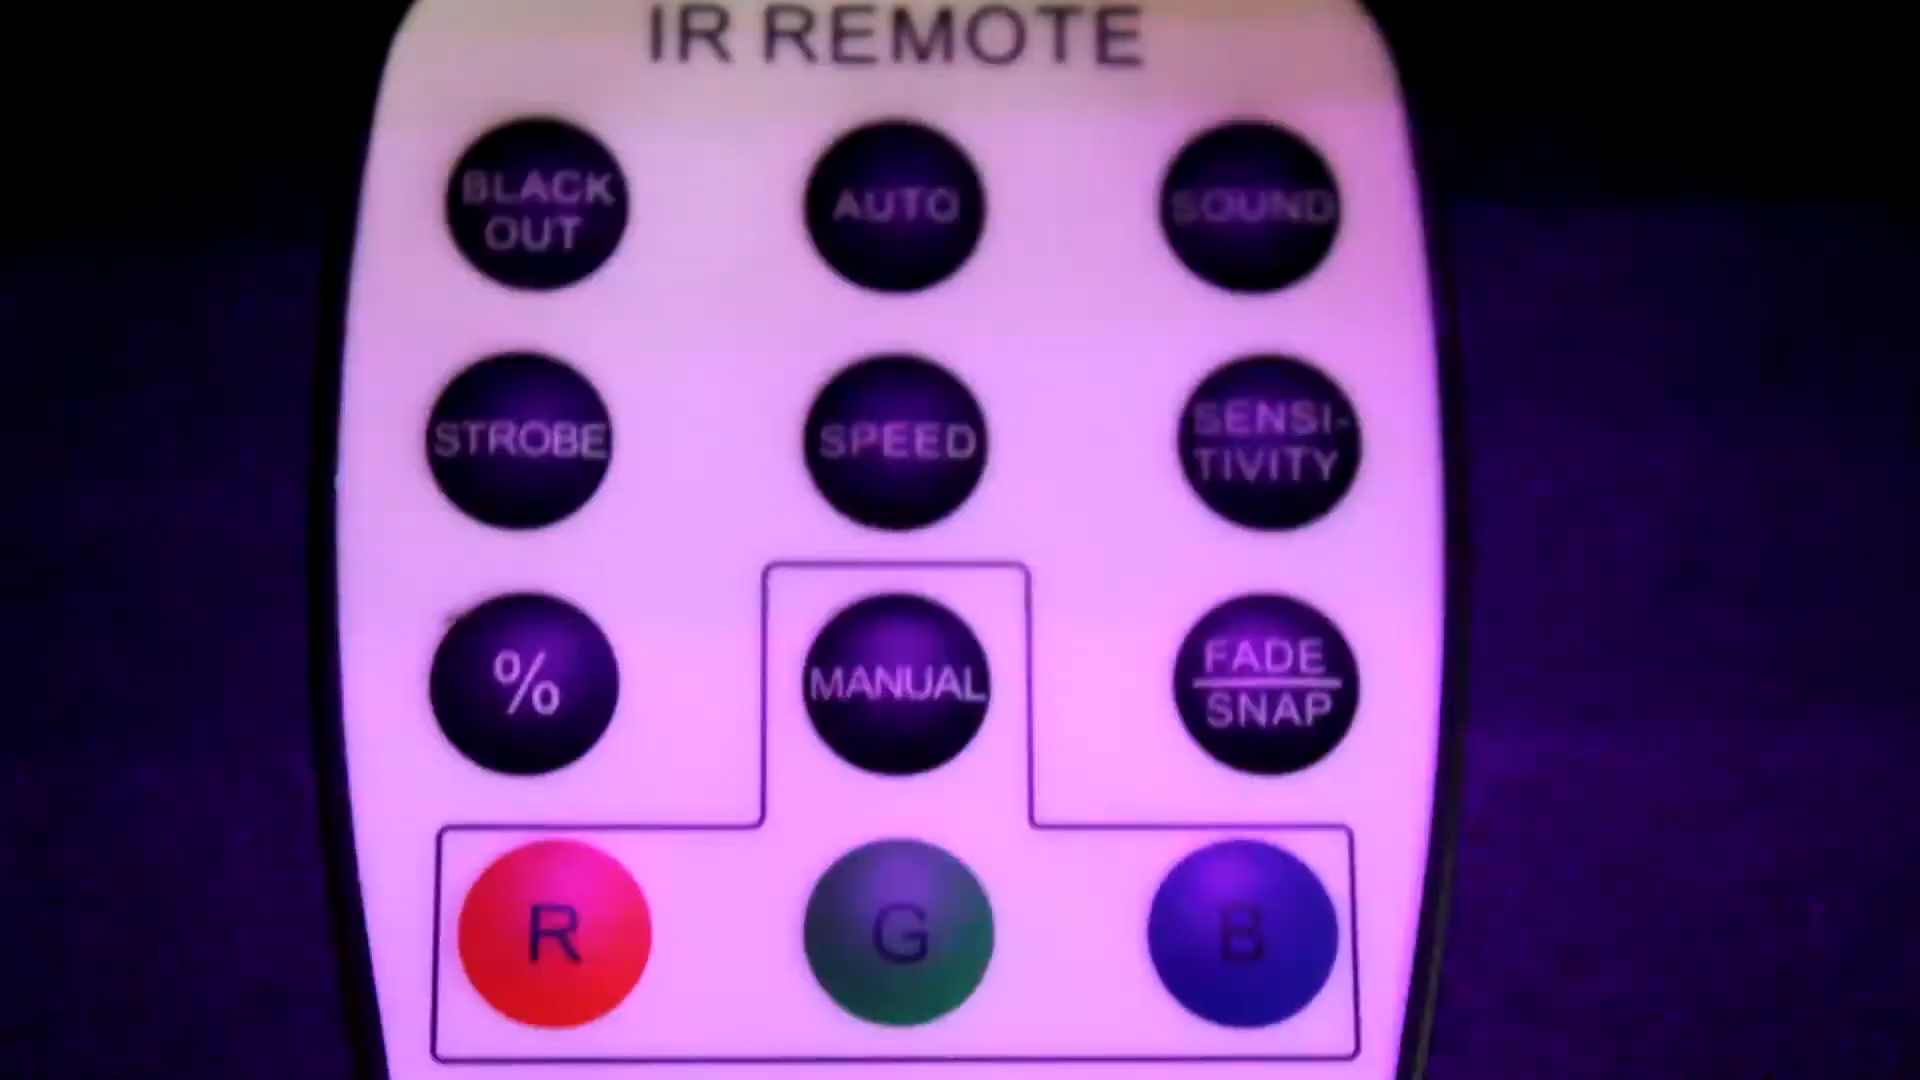 IR REMOTE
BLACK
OUT
AUTO
SOUND
STROBE
SPEED
SENSI-
TIVITY
%
MANUAL
FADE
SNAP
R
G
B